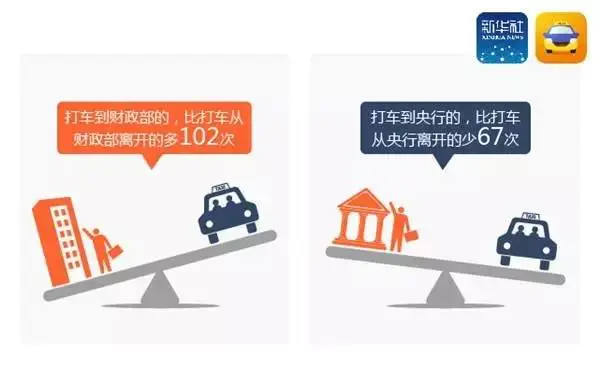 新华社
XINHUA NEWS
打车到财政部的，比打车从
财政部离开的多102次
打车到央行的，比打车
从央行离开的少67次
TAXI
TAXI